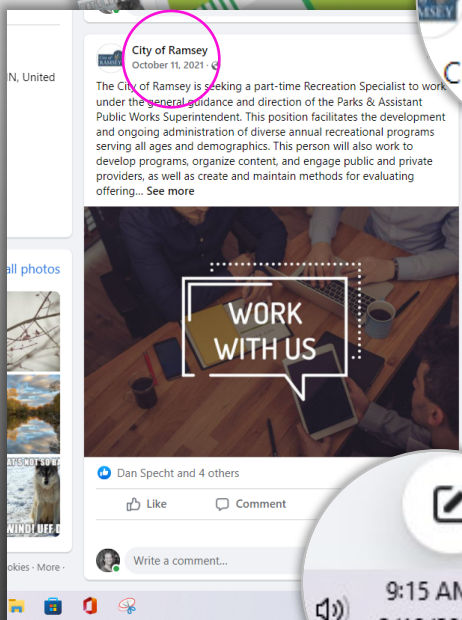 RAMSEY
C
City of Ramsey
October 11, 2021 ·
N, United
The City of Ramsey is seeking a part-time Recreation Specialist to work
under the general guidance and direction of the Parks & Assistant
Public Works Superintendent. This position facilitates the development
and ongoing administration of diverse annual recreational programs
serving all ages and demographics. This person will also work to
develop programs, organize content, and engage public and private
providers, as well as create and maintain methods for evaluating
offering... See more
all photos
WORK
WITH US
Dan Specht and 4 others
Like Comment
WIND! UFF D
Write a comment...
ookies · More ·
9:15 AM